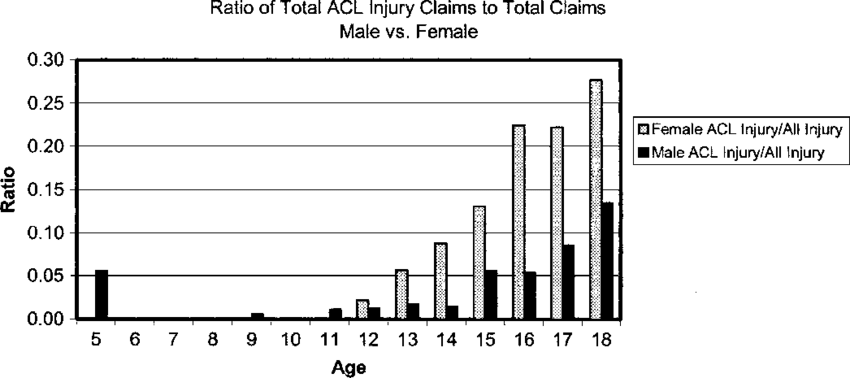 Ratio of Total ACL Injury Claims to Total Claims
Male vs. Female
0.30
0.25
0.20
0.15
0.10
0.05
0.00
Ratio
5 6 7 8 9 10 11 12 13 14 15 16 17 18
Age
Female ACL Injury/All Injury
Male ACL Injury/All Injury